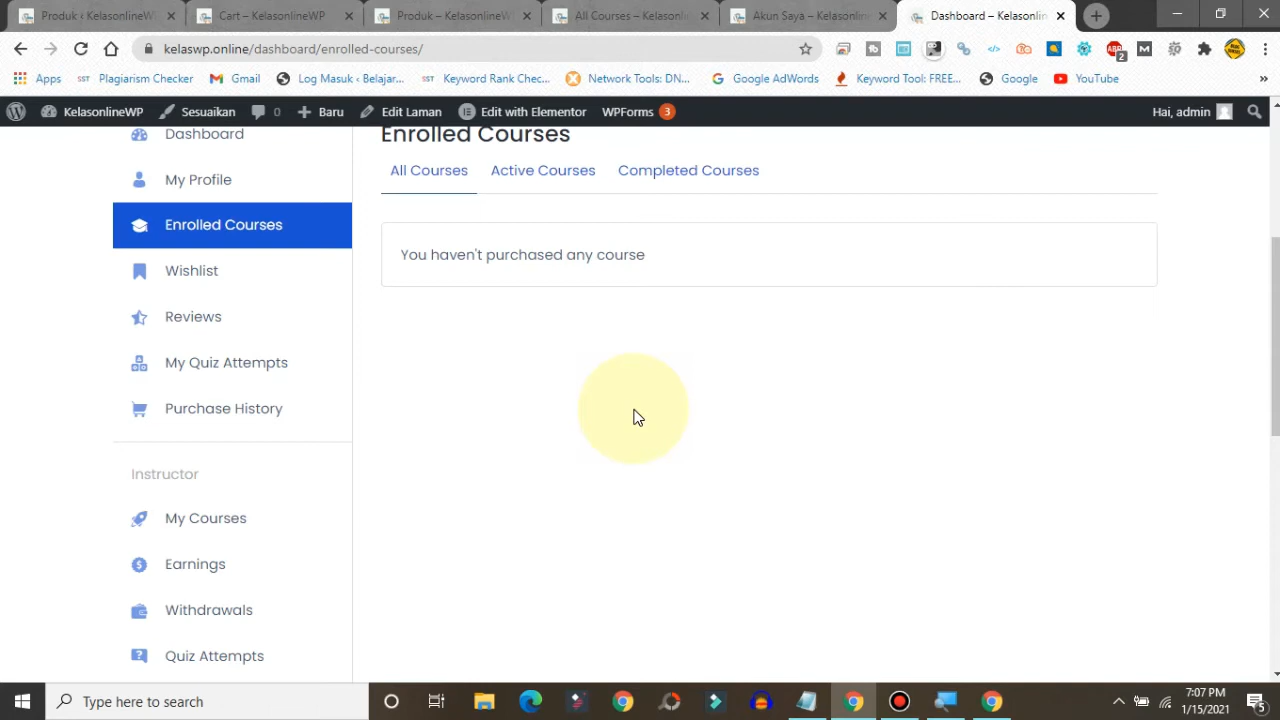 Produk ‹ KelasonlineW
Cart – KelasonlineWP
Produk – KelasonlineW
All Courses – Kelasonlin
Akun Saya – Kelasonline
Dashboard – Kelasonlin
kelaswp.online/dashboard/enrolled-courses/
2
Apps
Plagiarism Checker
Gmail
Log Masuk ‹ Belajar...
Keyword Rank Chec...
Network Tools: DN...
Google AdWords
Keyword Tool: FREE...
Google
YouTube
»
KelasonlineWP
Sesuaikan
0
Baru
Edit Laman
Edit with Elementor
WPForms 3
Hai, admin
Dashboard
My Profile
Enrolled Courses
Wishlist
Reviews
My Quiz Attempts
Purchase History
Instructor
My Courses
Earnings
Withdrawals
Quiz Attempts
Enrolled Courses
All Courses
Active Courses
Completed Courses
You haven't purchased any course
Type here to search
7:07 PM
1/15/2021
5